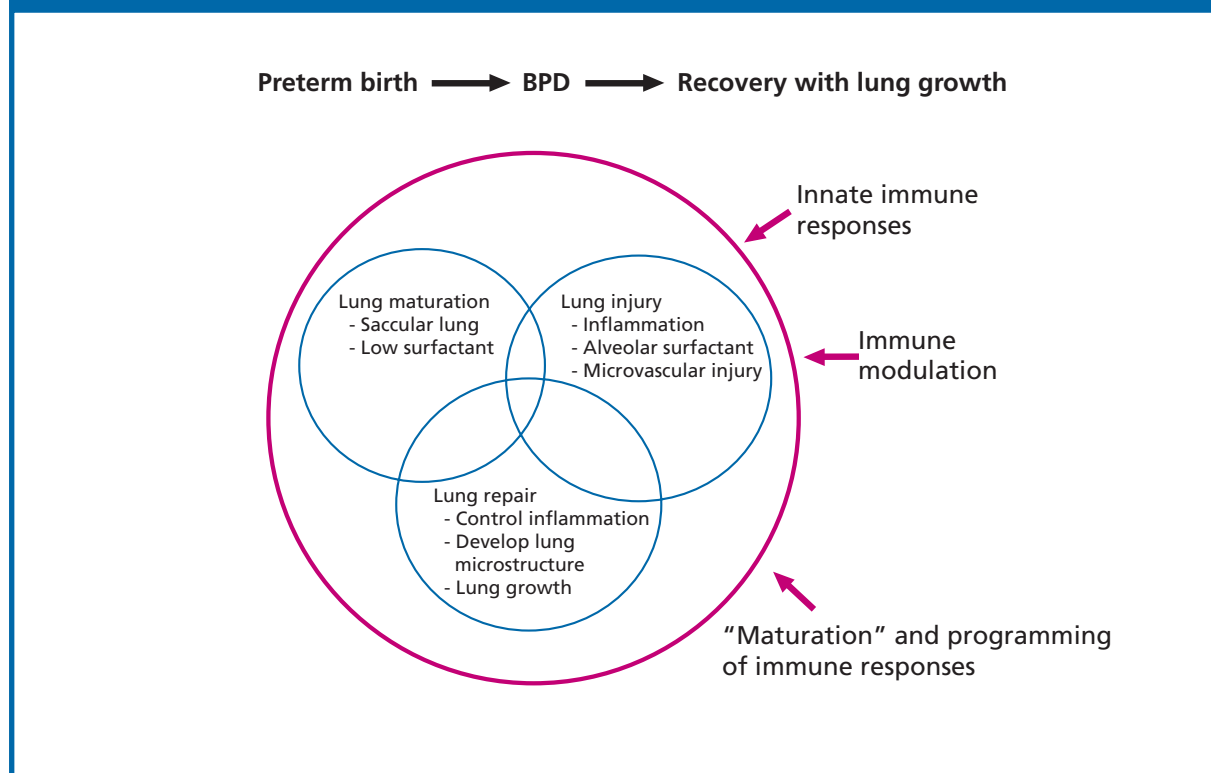 Preterm birth → BPD → Recovery with lung growth
Innate immune
responses
Lung maturation
- Saccular lung
- Low surfactant
Lung injury
- Inflammation
- Alveolar surfactant
- Microvascular injury
Immune
modulation
Lung repair
- Control inflammation
- Develop lung
microstructure
- Lung growth
“Maturation” and programming
of immune responses